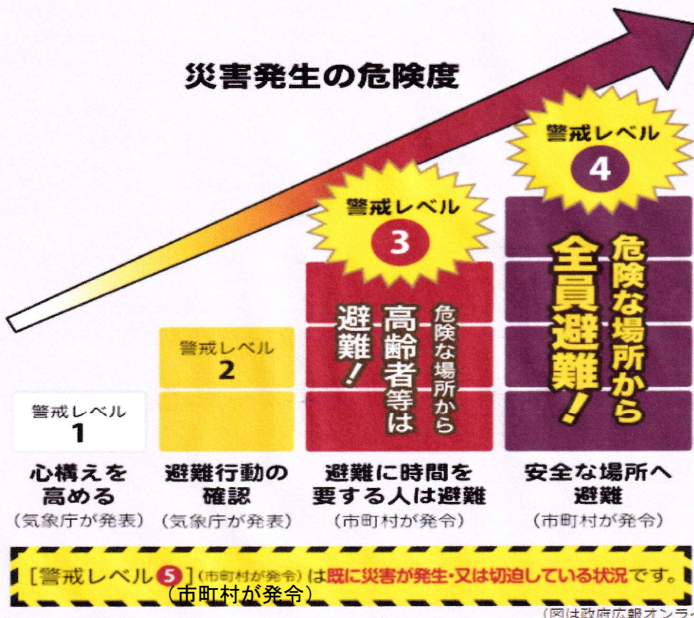 災害発生の危険度
警戒レベル
4
危険な場所から
全員避難！
警戒レベル
3
危険な場所から
高齢者等は
避難！
警戒レベル
2
警戒レベル
1
心構えを
高める
(気象庁が発表)
避難行動の
確認
(気象庁が発表)
避難に時間を
要する人は避難
(市町村が発令)
安全な場所へ
避難
(市町村が発令)
[警戒レベル5](市町村が発令)は既に災害が発生・又は切迫している状況です。
(市町村が発令)
(図は政府広報オンライ